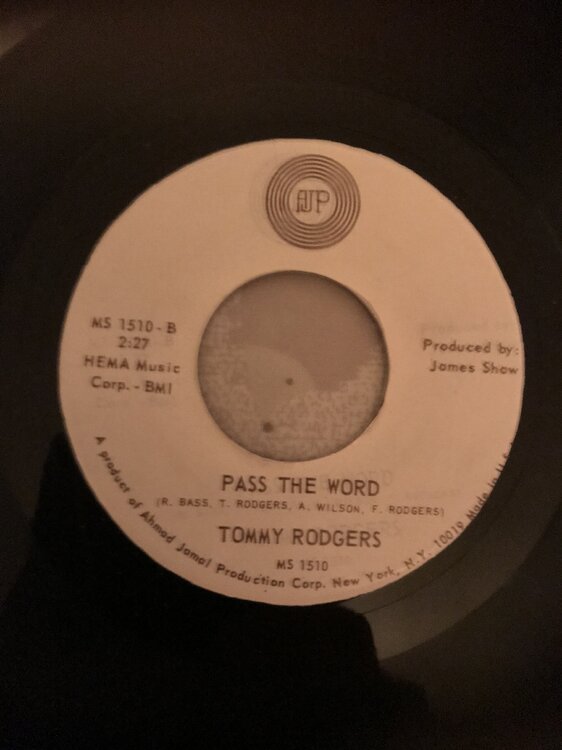 AJP
MS 1510-B
2:27
HEMA Music
Corp. - BMI
Produced by:
James Shaw
PASS THE WORD
(R. BASS, T. RODGERS, A. WILSON, F. RODGERS)
TOMMY RODGERS
MS 1510
A product of Ahmad Jamal Production Corp. New York, N.Y. 10019 Made in U.S.